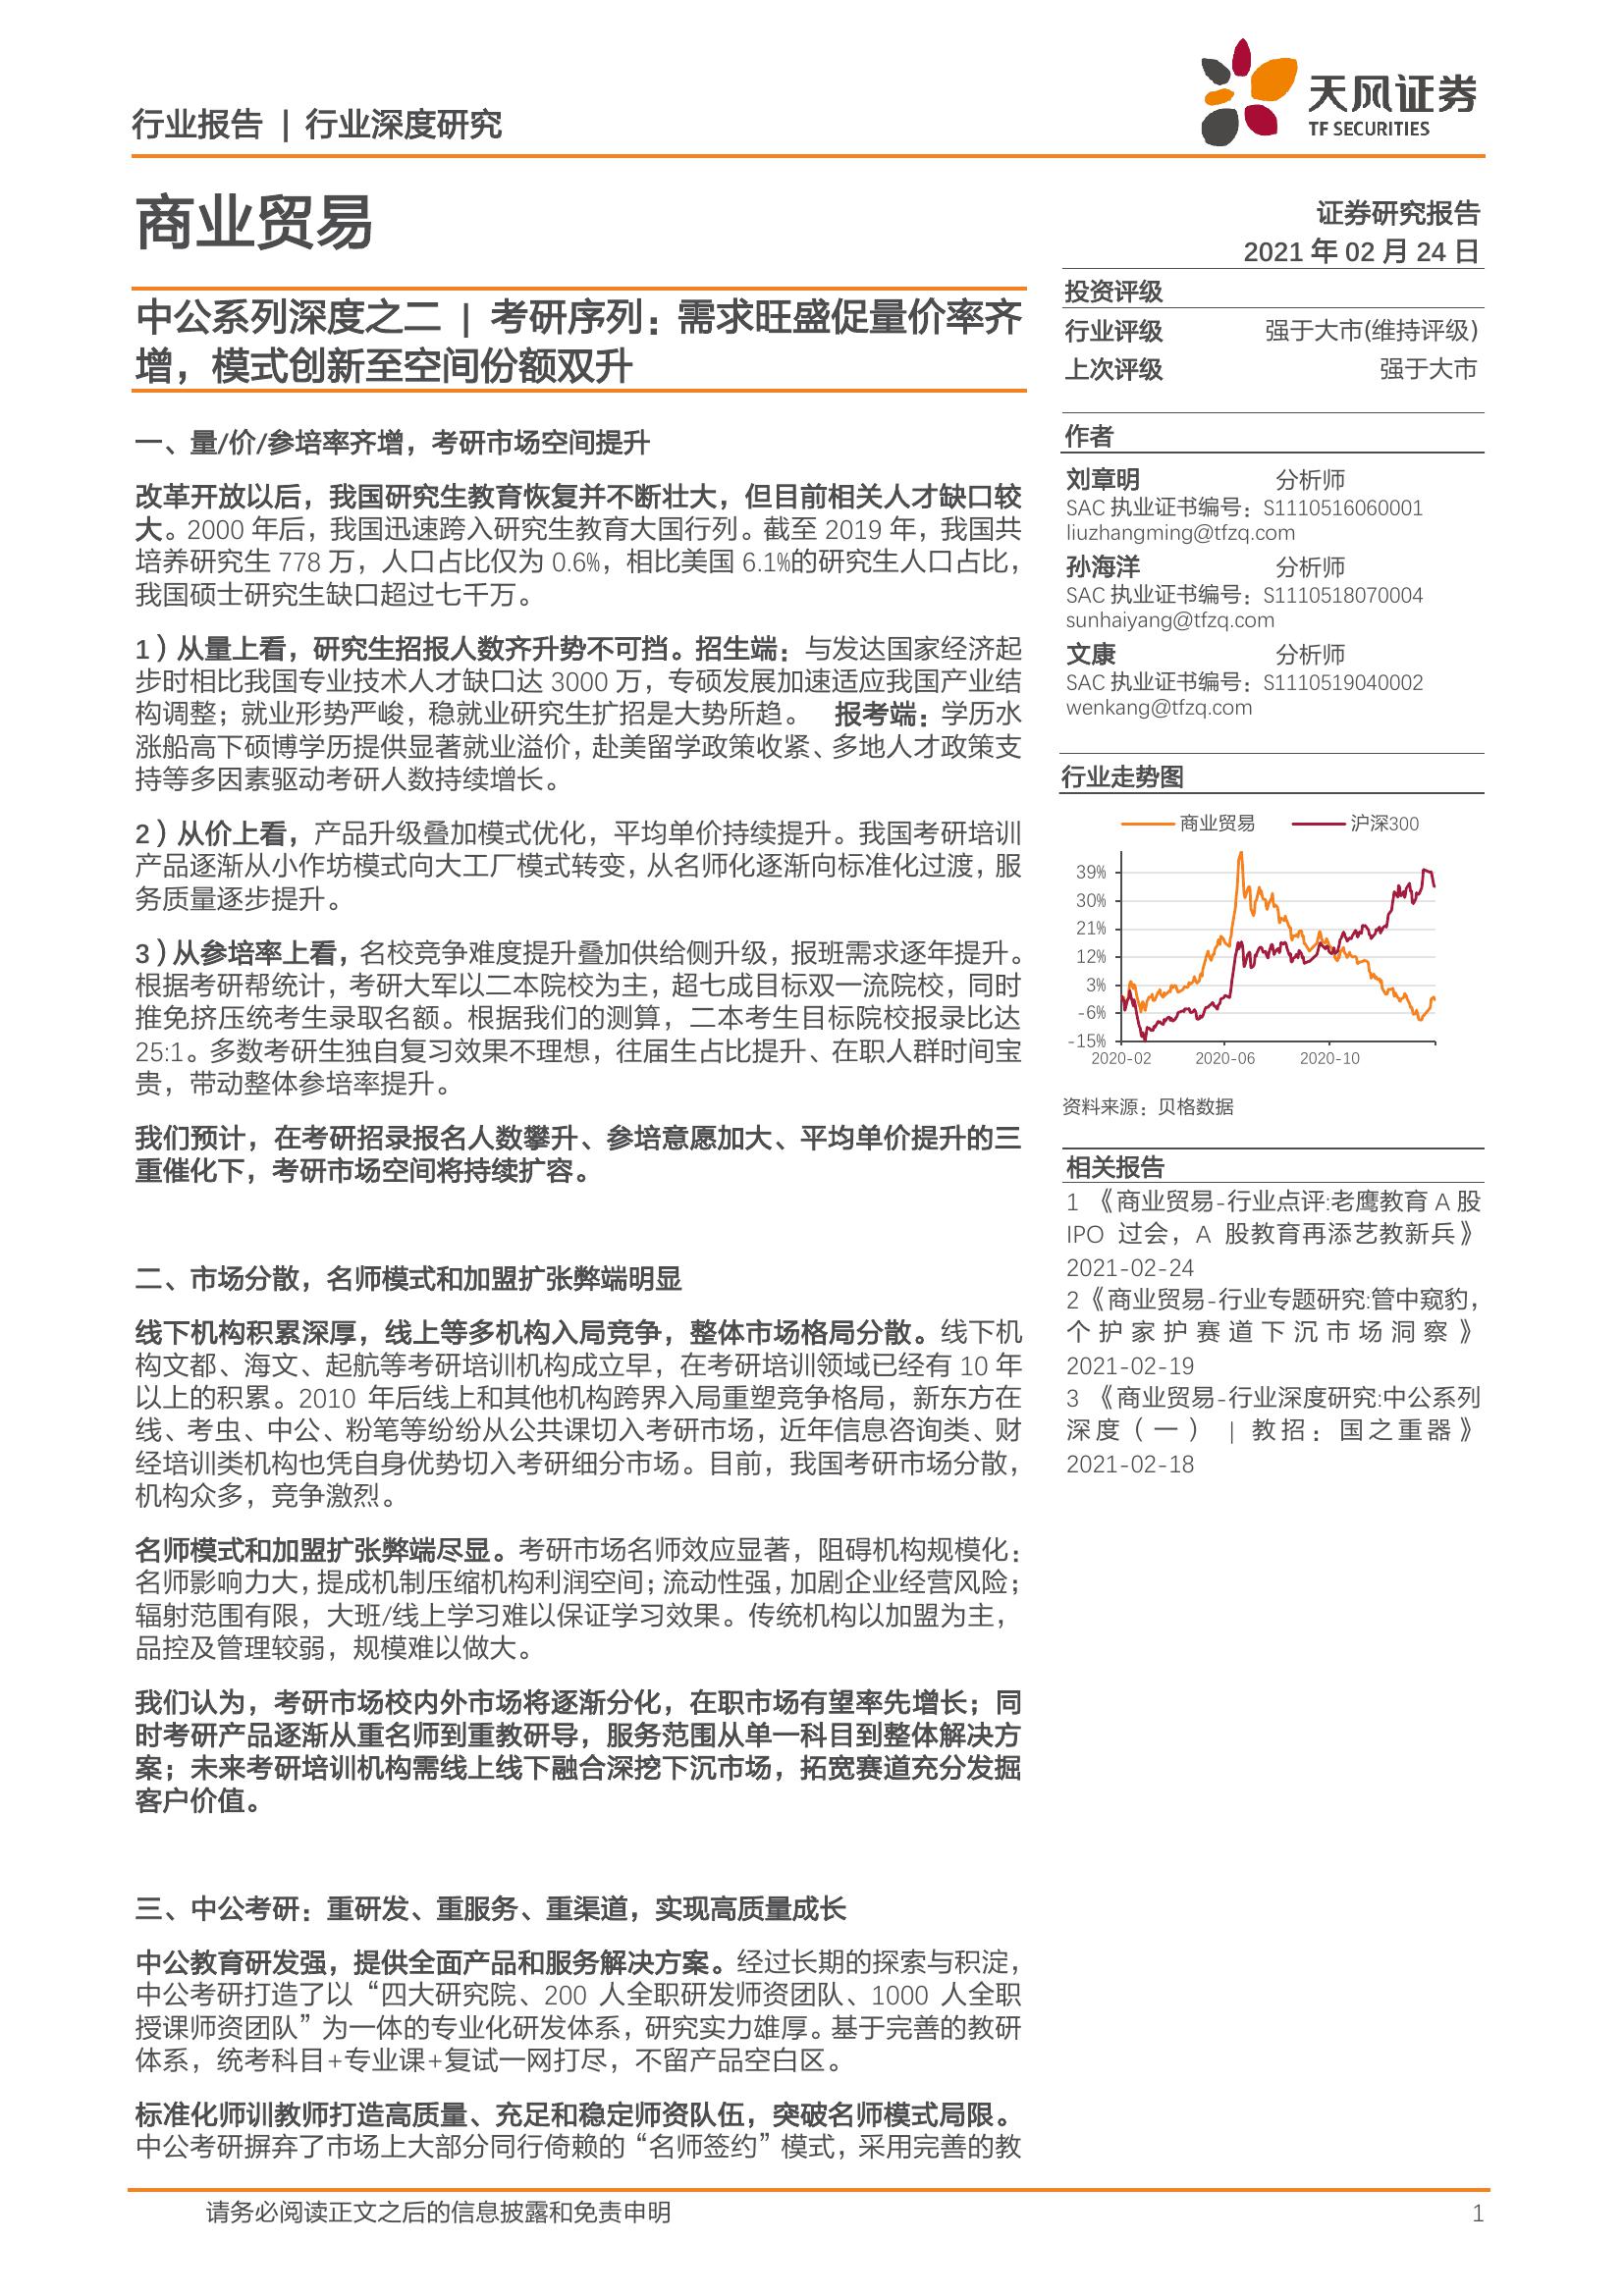 行业报告 | 行业深度研究
天风证券
TF SECURITIES
商业贸易
证券研究报告
2021 年 02 月 24 日
中公系列深度之二 | 考研序列：需求旺盛促量价率齐
增，模式创新至空间份额双升
一、量/价/参培率齐增，考研市场空间提升
改革开放以后，我国研究生教育恢复并不断壮大，但目前相关人才缺口较
大。2000 年后，我国迅速跨入研究生教育大国行列。截至 2019 年，我国共
培养研究生 778 万，人口占比仅为 0.6%，相比美国 6.1%的研究生人口占比，
我国硕士研究生缺口超过七千万。
1）从量上看，研究生招报人数齐升势不可挡。招生端：与发达国家经济起
步时相比我国专业技术人才缺口达 3000 万，专硕发展加速适应我国产业结
构调整；就业形势严峻，稳就业研究生扩招是大势所趋。 报考端：学历水
涨船高下硕博学历提供显著就业溢价，赴美留学政策收紧、多地人才政策支
持等多因素驱动考研人数持续增长。
2）从价上看，产品升级叠加模式优化，平均单价持续提升。我国考研培训
产品逐渐从小作坊模式向大工厂模式转变，从名师化逐渐向标准化过渡，服
务质量逐步提升。
3）从参培率上看，名校竞争难度提升叠加供给侧升级，报班需求逐年提升。
根据考研帮统计，考研大军以二本院校为主，超七成目标双一流院校，同时
推免挤压统考生录取名额。根据我们的测算，二本考生目标院校报录比达
25:1。多数考研生独自复习效果不理想，往届生占比提升、在职人群时间宝
贵，带动整体参培率提升。
我们预计，在考研招录报名人数攀升、参培意愿加大、平均单价提升的三
重催化下，考研市场空间将持续扩容。
二、市场分散，名师模式和加盟扩张弊端明显
线下机构积累深厚，线上等多机构入局竞争，整体市场格局分散。线下机
构文都、海文、起航等考研培训机构成立早，在考研培训领域已经有 10 年
以上的积累。2010 年后线上和其他机构跨界入局重塑竞争格局，新东方在
线、考虫、中公、粉笔等纷纷从公共课切入考研市场，近年信息咨询类、财
经培训类机构也凭自身优势切入考研细分市场。目前，我国考研市场分散，
机构众多，竞争激烈。
名师模式和加盟扩张弊端尽显。考研市场名师效应显著，阻碍机构规模化：
名师影响力大，提成机制压缩机构利润空间；流动性强，加剧企业经营风险；
辐射范围有限，大班/线上学习难以保证学习效果。传统机构以加盟为主，
品控及管理较弱，规模难以做大。
我们认为，考研市场校内外市场将逐渐分化，在职市场有望率先增长；同
时考研产品逐渐从重名师到重教研导，服务范围从单一科目到整体解决方
案；未来考研培训机构需线上线下融合深挖下沉市场，拓宽赛道充分发掘
客户价值。
三、中公考研：重研发、重服务、重渠道，实现高质量成长
中公教育研发强，提供全面产品和服务解决方案。经过长期的探索与积淀，
中公考研打造了以“四大研究院、200 人全职研发师资团队、1000 人全职
授课师资团队”为一体的专业化研发体系，研究实力雄厚。基于完善的教研
体系，统考科目+专业课+复试一网打尽，不留产品空白区。
标准化师训教师打造高质量、充足和稳定师资队伍，突破名师模式局限。
中公考研摒弃了市场上大部分同行倚赖的“名师签约”模式，采用完善的教
投资评级
行业评级 强于大市(维持评级)
上次评级 强于大市
作者
刘章明 分析师
SAC 执业证书编号：S1110516060001
liuzhangming@tfzq.com
孙海洋 分析师
SAC 执业证书编号：S1110518070004
sunhaiyang@tfzq.com
文康 分析师
SAC 执业证书编号：S1110519040002
wenkang@tfzq.com
行业走势图
商业贸易 沪深300
39%
30%
21%
12%
3%
-6%
-15%
2020-02 2020-06 2020-10
资料来源：贝格数据
相关报告
1 《商业贸易-行业点评:老鹰教育 A 股
IPO 过会，A 股教育再添艺教新兵》
2021-02-24
2《商业贸易-行业专题研究:管中窥豹，
个护家护赛道下沉市场洞察》
2021-02-19
3 《商业贸易-行业深度研究:中公系列
深度（一） | 教招：国之重器》
2021-02-18
请务必阅读正文之后的信息披露和免责申明 1